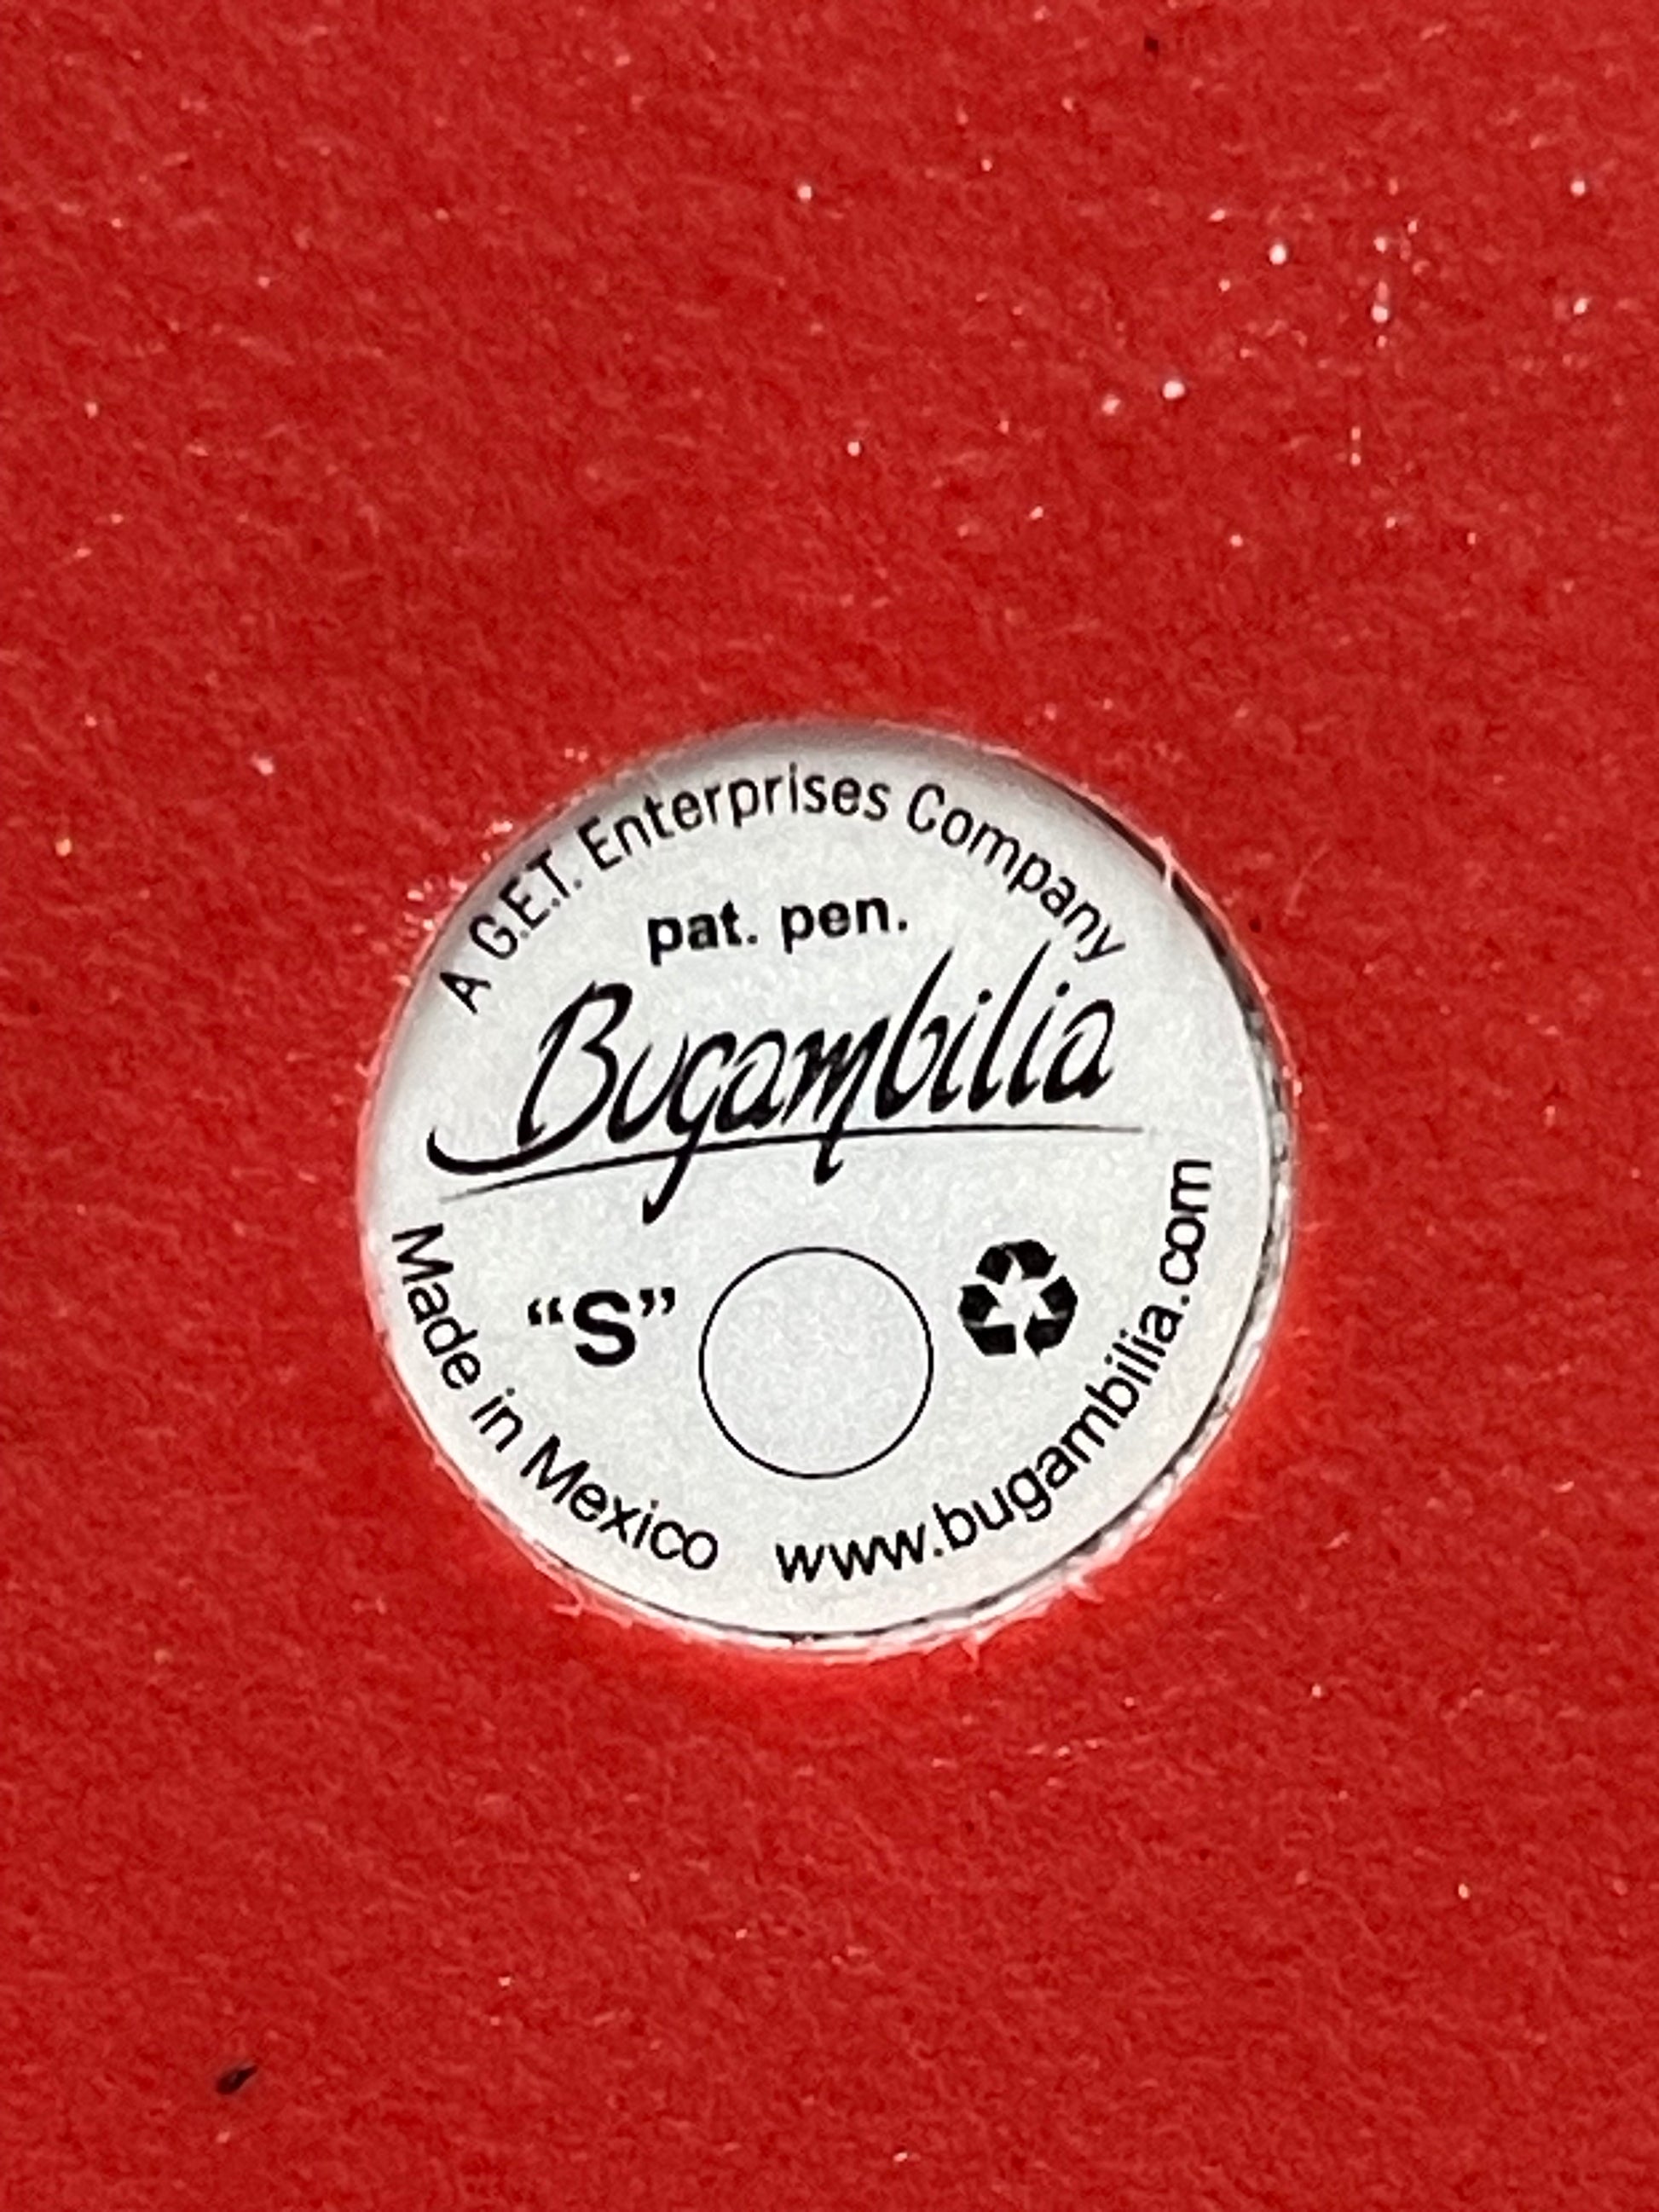 A G.E.T. Enterprises Company
pat. pen.
Bugambilia
“S”
Made in Mexico
www.bugambilia.com